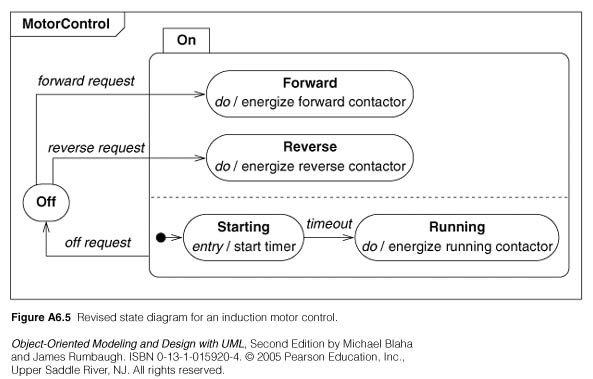 MotorControl
On
forward request
Forward
do / energize forward contactor
reverse request
Reverse
do / energize reverse contactor
Off
off request
Starting
entry / start timer
timeout
Running
do / energize running contactor
Figure A6.5 Revised state diagram for an induction motor control.
Object-Oriented Modeling and Design with UML, Second Edition by Michael Blaha
and James Rumbaugh. ISBN 0-13-1-015920-4. © 2005 Pearson Education, Inc.,
Upper Saddle River, NJ. All rights reserved.